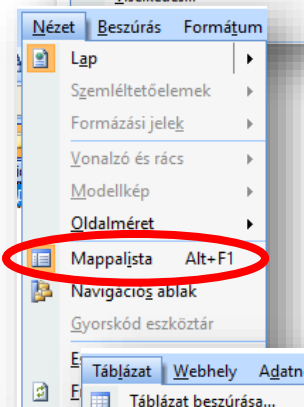 Nézet Beszúrás Formátum
Lap
Szemléltetőelemek
Formázási jelek
Vonalzó és rács
Modellkép
Oldalméret
Mappalista Alt+F1
Navigációs ablak
Gyorskód eszköztár
Táblázat Webhely
Táblázat beszúrása...